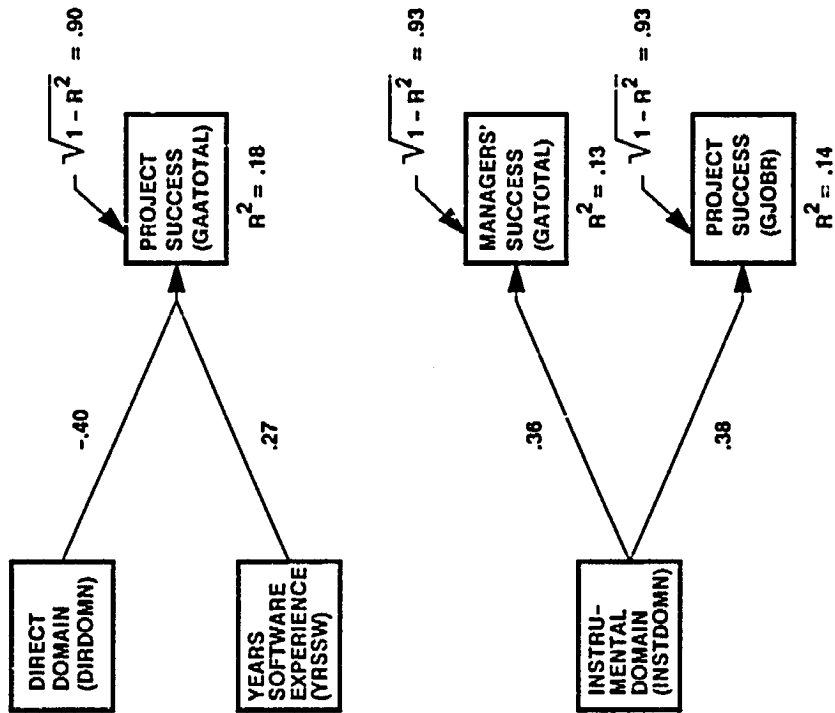 DIRECT
DOMAIN
(DIRDOMN)
-.40
YEARS
SOFTWARE
EXPERIENCE
(YRSSW)
.27
PROJECT
SUCCESS
(GAATOTAL)
R² = .18
√1 - R² = .90
INSTRU-
MENTAL
DOMAIN
(INSTDOMN)
.36
.38
MANAGERS'
SUCCESS
(GATOTAL)
R² = .13
√1 - R² = .93
PROJECT
SUCCESS
(GJOBR)
R² = .14
√1 - R² = .93